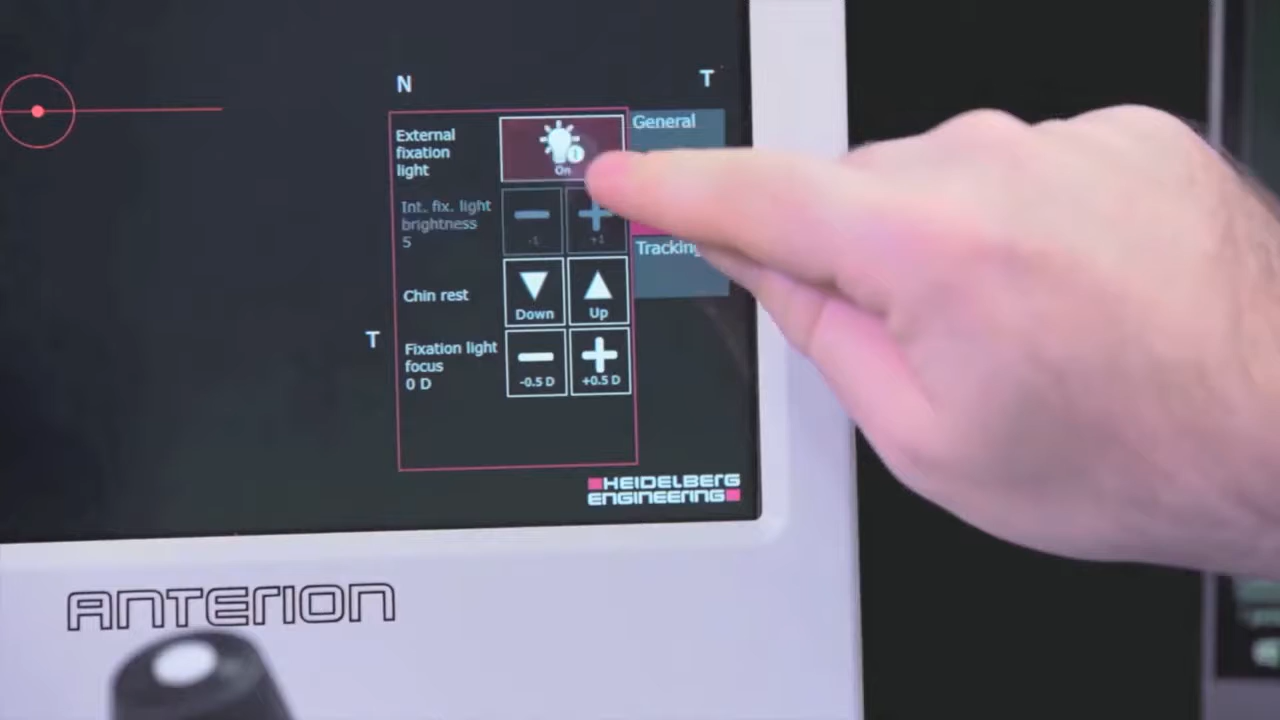 N
T
External
fixation
light
On
General
Int. fix. light
brightness
5
-1
+1
Tracking
Chin rest
Down
Up
T
Fixation light
focus
0 D
-0.5 D
+0.5 D
HEIDELBERG
ENGINEERING
ANTERION